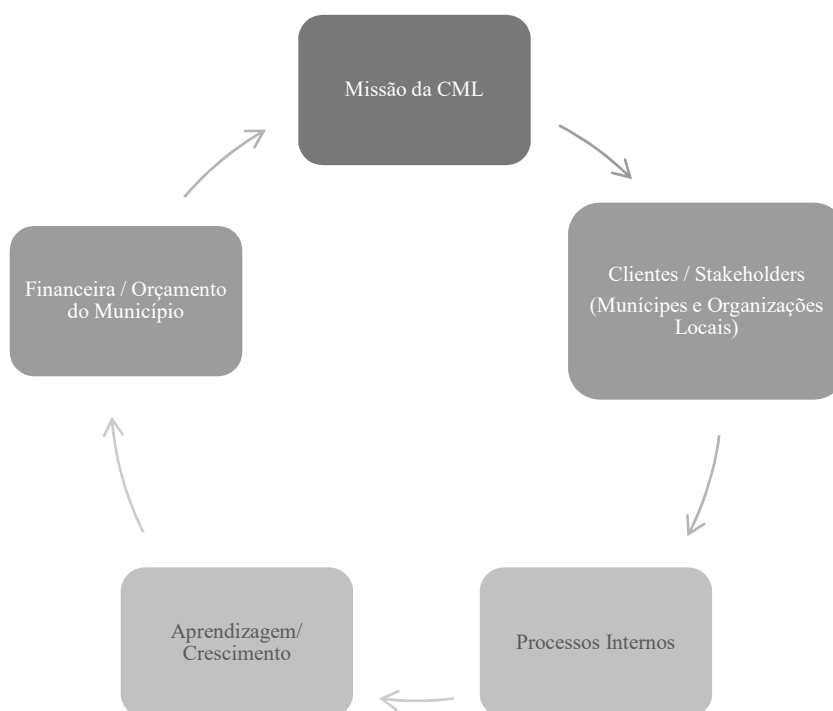 Missão da CML
Clientes / Stakeholders
(Munícipes e Organizações
Locais)
Processos Internos
Aprendizagem/
Crescimento
Financeira / Orçamento
do Município